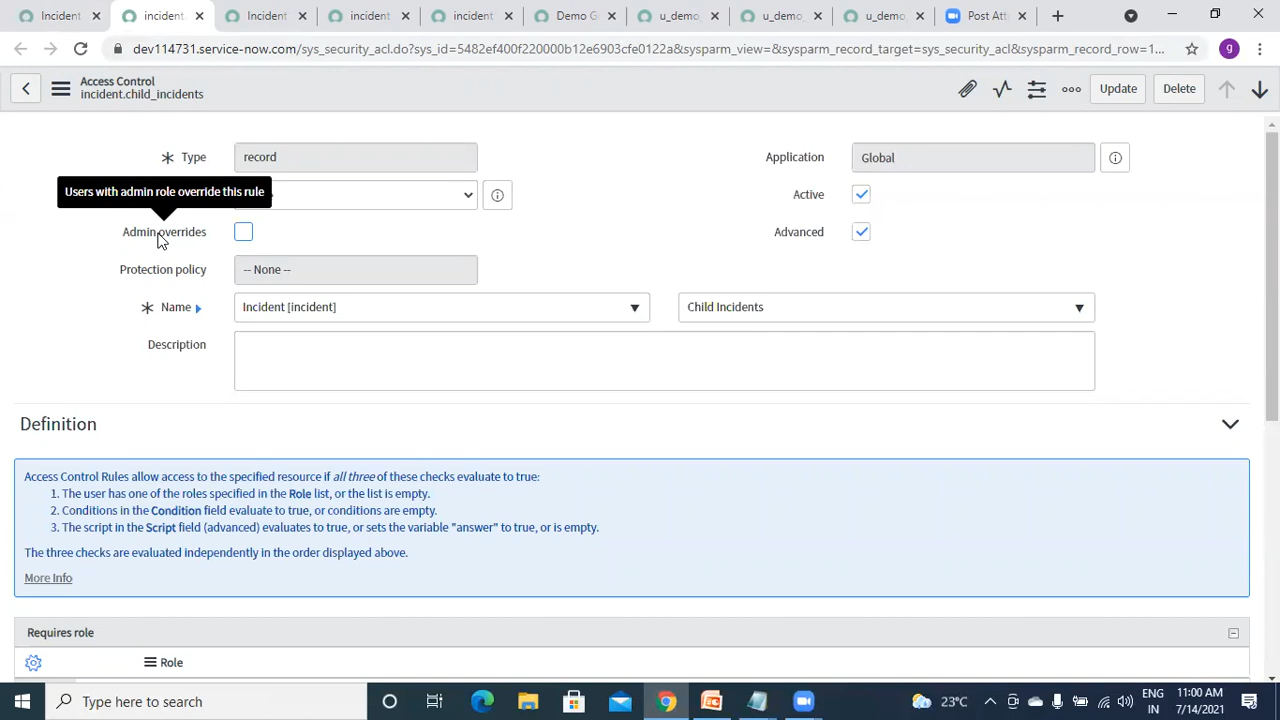 Incident
incident.
Incident
incident
incident
Demo G
u_demo_
u_demo_
u_demo_
Post Att
dev114731.service-now.com/sys_security_acl.do?sys_id=5482ef400f220000b12e6903cfe0122a&sysparm_view=&sysparm_record_target=sys_security_acl&sysparm_record_row=1...
g
Access Control
incident.child_incidents
Update
Delete
Type
record
Application
Global
Users with admin role override this rule
Active
Admin overrides
Advanced
Protection policy
-- None --
Name
Incident [incident]
Child Incidents
Description
Definition
Access Control Rules allow access to the specified resource if all three of these checks evaluate to true:
1. The user has one of the roles specified in the Role list, or the list is empty.
2. Conditions in the Condition field evaluate to true, or conditions are empty.
3. The script in the Script field (advanced) evaluates to true, or sets the variable "answer" to true, or is empty.
The three checks are evaluated independently in the order displayed above.
More Info
Requires role
Role
Type here to search
23°C
ENG
IN
11:00 AM
7/14/2021